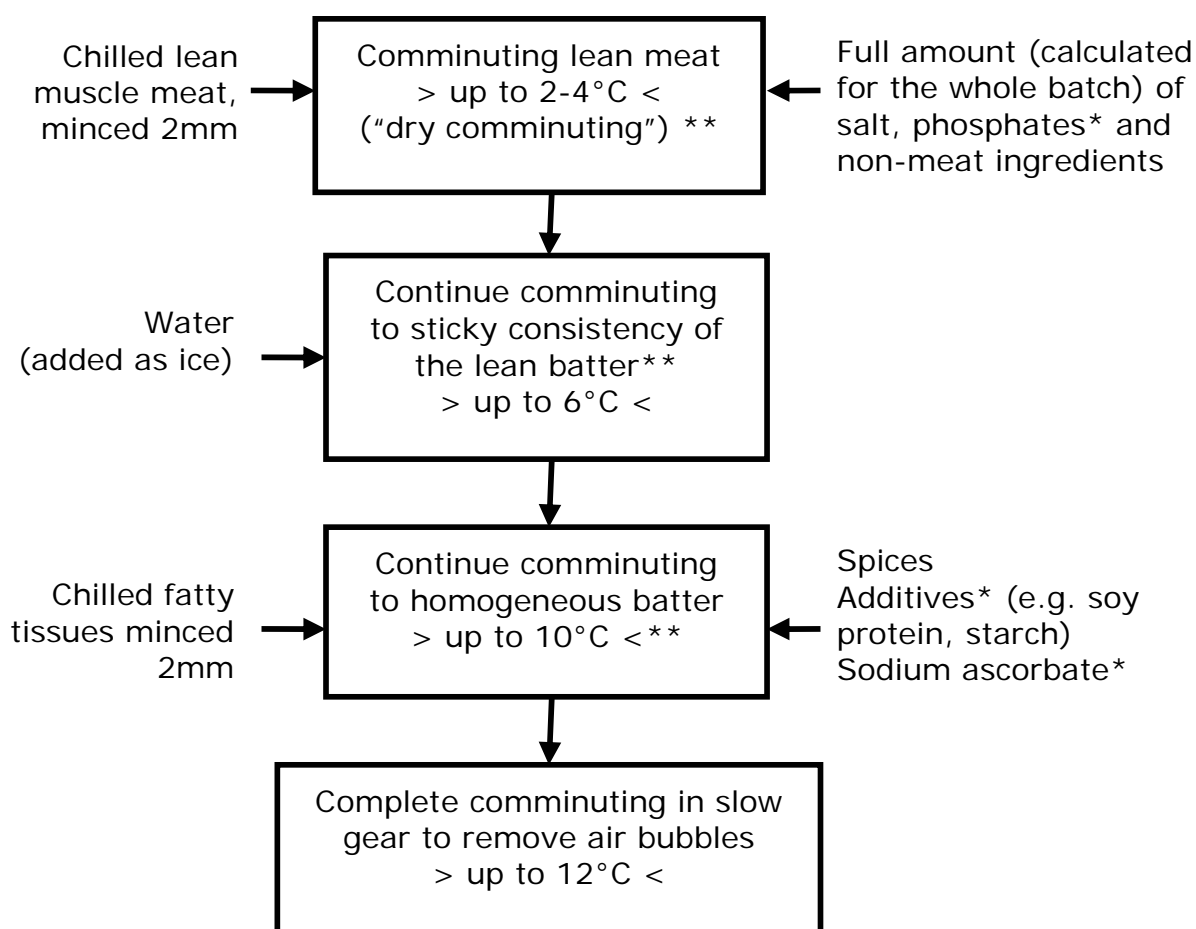 Chilled lean
muscle meat,
minced 2mm
Comminuting lean meat
> up to 2-4°C <
("dry comminuting") **
Full amount (calculated
for the whole batch) of
salt, phosphates* and
non-meat ingredients
Water
(added as ice)
Continue comminuting
to sticky consistency of
the lean batter**
> up to 6°C <
Chilled fatty
tissues minced
2mm
Continue comminuting
to homogeneous batter
> up to 10°C <**
Spices
Additives* (e.g. soy
protein, starch)
Sodium ascorbate*
Complete comminuting in slow
gear to remove air bubbles
> up to 12°C <